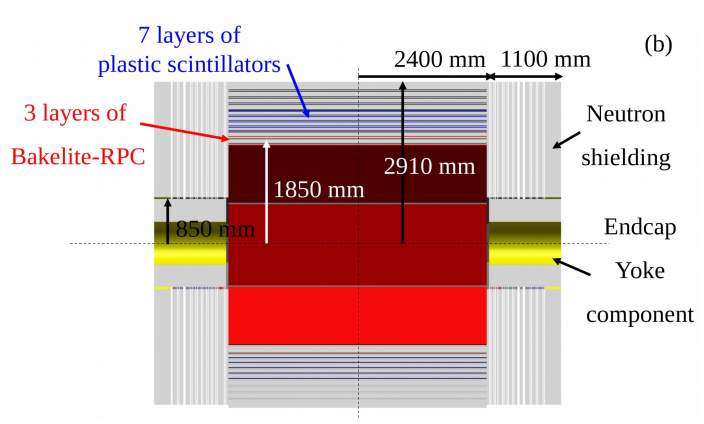 7 layers of
plastic scintillators
2400 mm
1100 mm
(b)
3 layers of
Bakelite-RPC
Neutron
shielding
2910 mm
1850 mm
850 mm
Endcap
Yoke
component